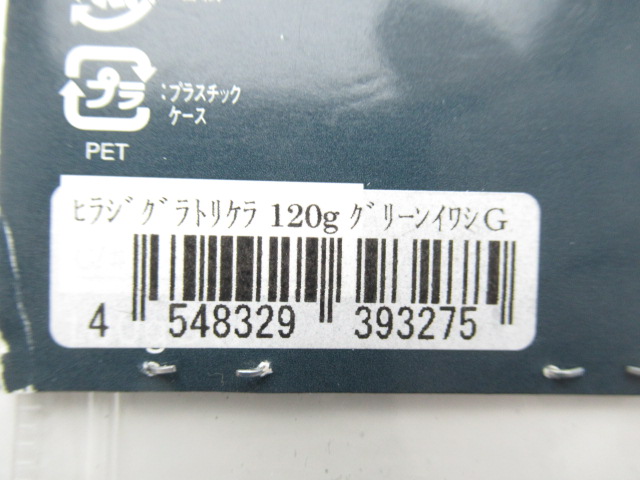 プラ
:プラスチック
ケース
PET
ﾋﾗｼﾞｸﾞﾗﾄﾘｹﾗ 120g ｸﾞﾘｰﾝｲﾜｼG
4 548329 393275